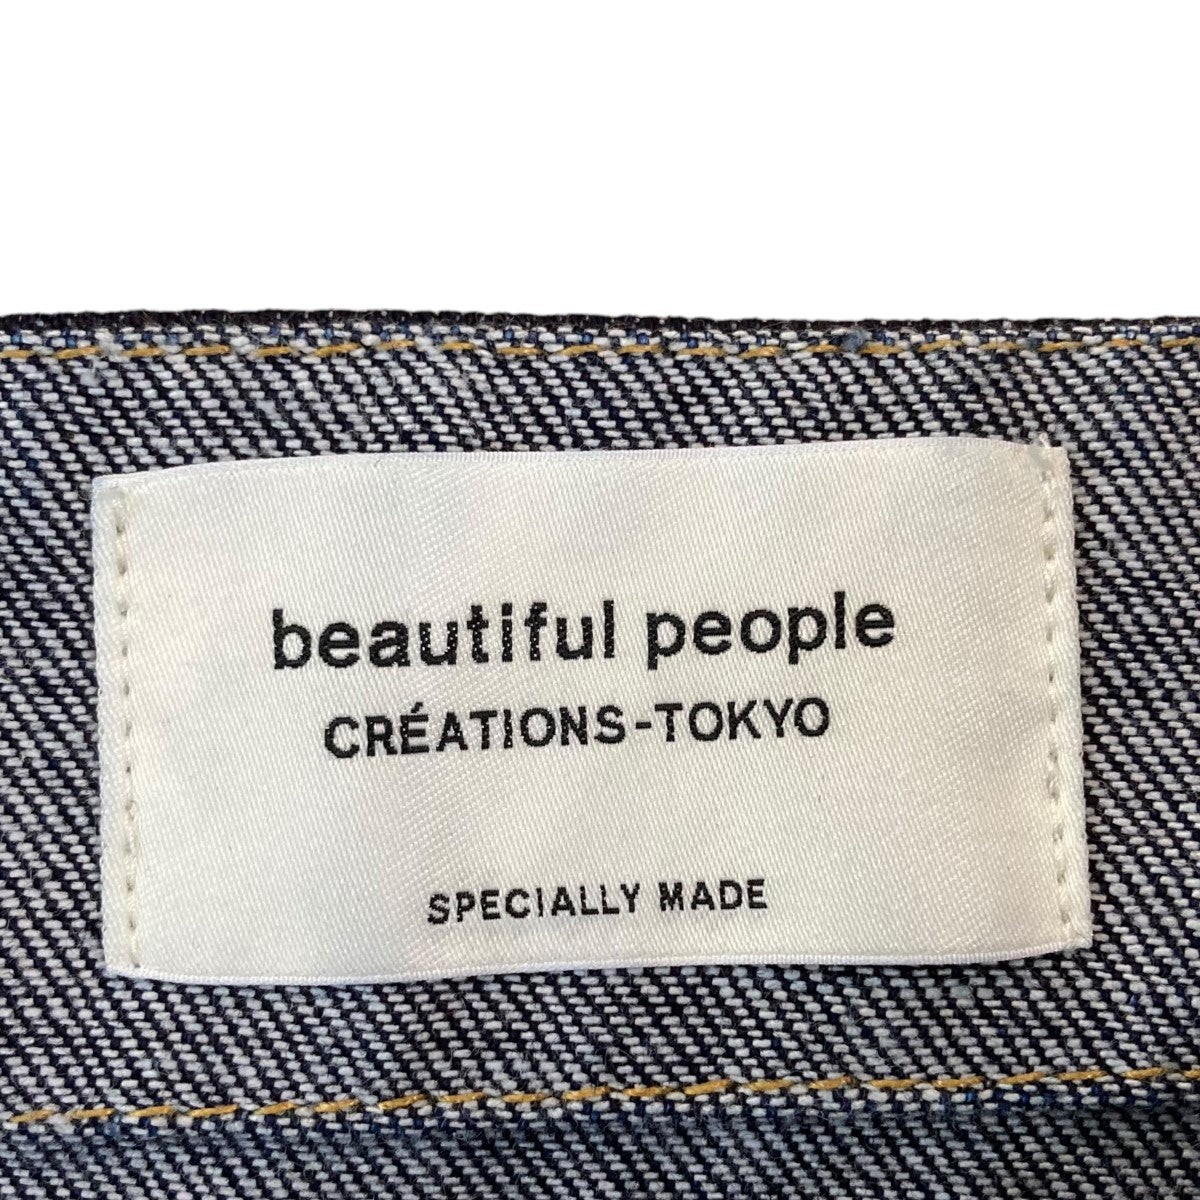 beautiful people
CRÉATIONS-TOKYO
SPECIALLY MADE